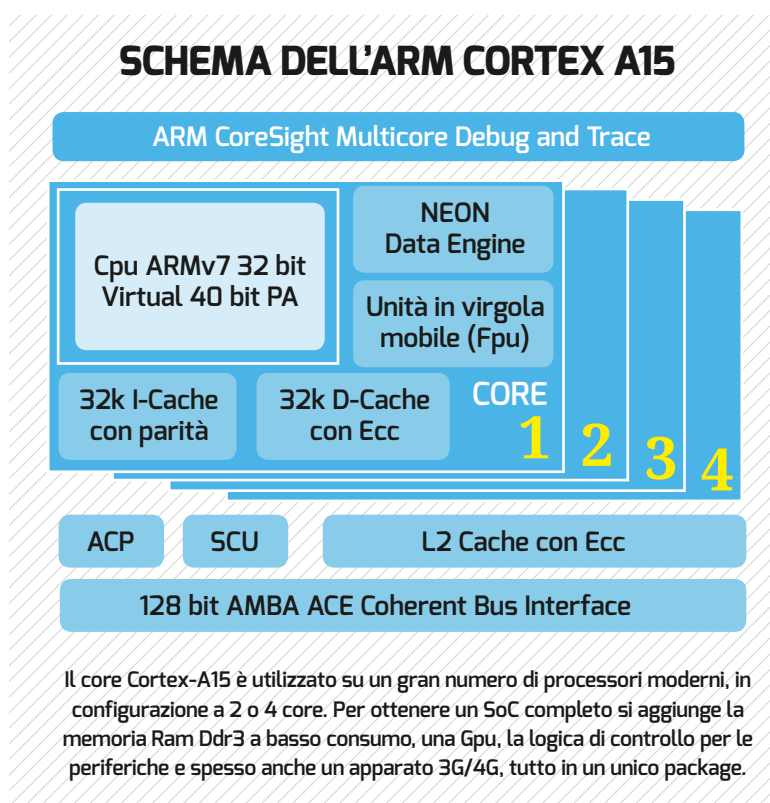 SCHEMA DELL'ARM CORTEX A15
ARM CoreSight Multicore Debug and Trace
Cpu ARMv7 32 bit
Virtual 40 bit PA
NEON
Data Engine
Unità in virgola
mobile (Fpu)
32k I-Cache
con parità
32k D-Cache
con Ecc
CORE
1
2
3
4
ACP
SCU
L2 Cache con Ecc
128 bit AMBA ACE Coherent Bus Interface
Il core Cortex-A15 è utilizzato su un gran numero di processori moderni, in
configurazione a 2 o 4 core. Per ottenere un SoC completo si aggiunge la
memoria Ram Ddr3 a basso consumo, una Gpu, la logica di controllo per le
periferiche e spesso anche un apparato 3G/4G, tutto in un unico package.